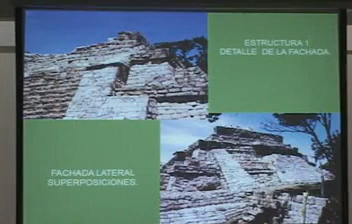 ESTRUCTURA 1
DETALLE DE LA FACHADA.
FACHADA LATERAL
SUPERPOSICIONES.